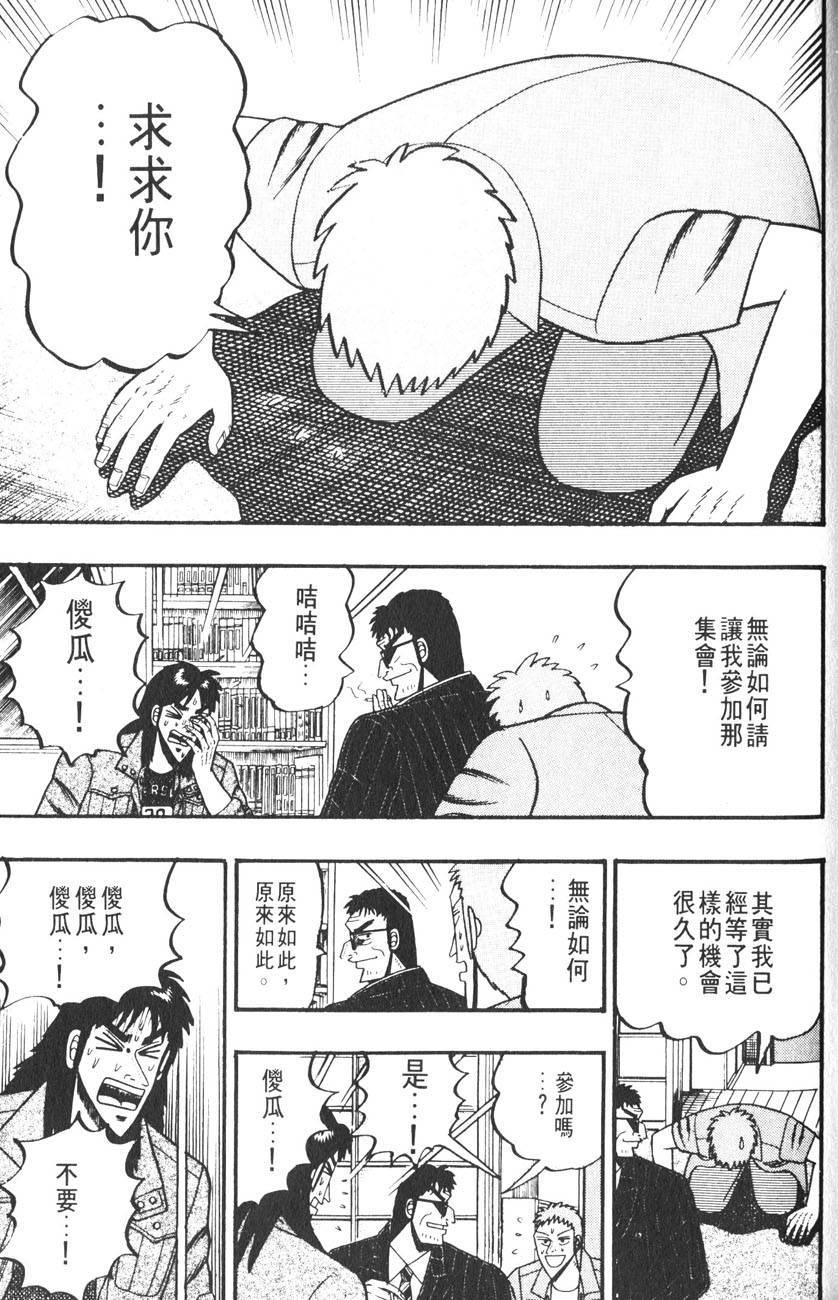 求求你
…！
無論如何請
讓我參加那
集會！
咭咭咭…
傻瓜…！
RS
其實我已
經等了這
樣的機會
很久了。
無論如何
…！
原來如此，
原來如此。
參加嗎
…？
是…！
傻瓜…！
傻瓜，
傻瓜，
傻瓜…！
不要…！